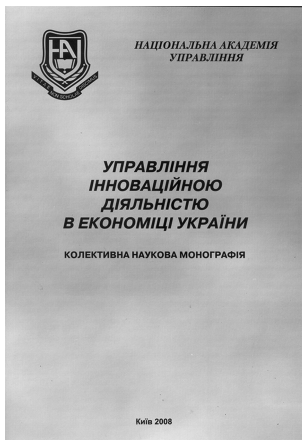 НАЦІОНАЛЬНА АКАДЕМІЯ
УПРАВЛІННЯ
УПРАВЛІННЯ
ІННОВАЦІЙНОЮ
ДІЯЛЬНІСТЮ
В ЕКОНОМІЦІ УКРАЇНИ
КОЛЕКТИВНА НАУКОВА МОНОГРАФІЯ
Київ 2008